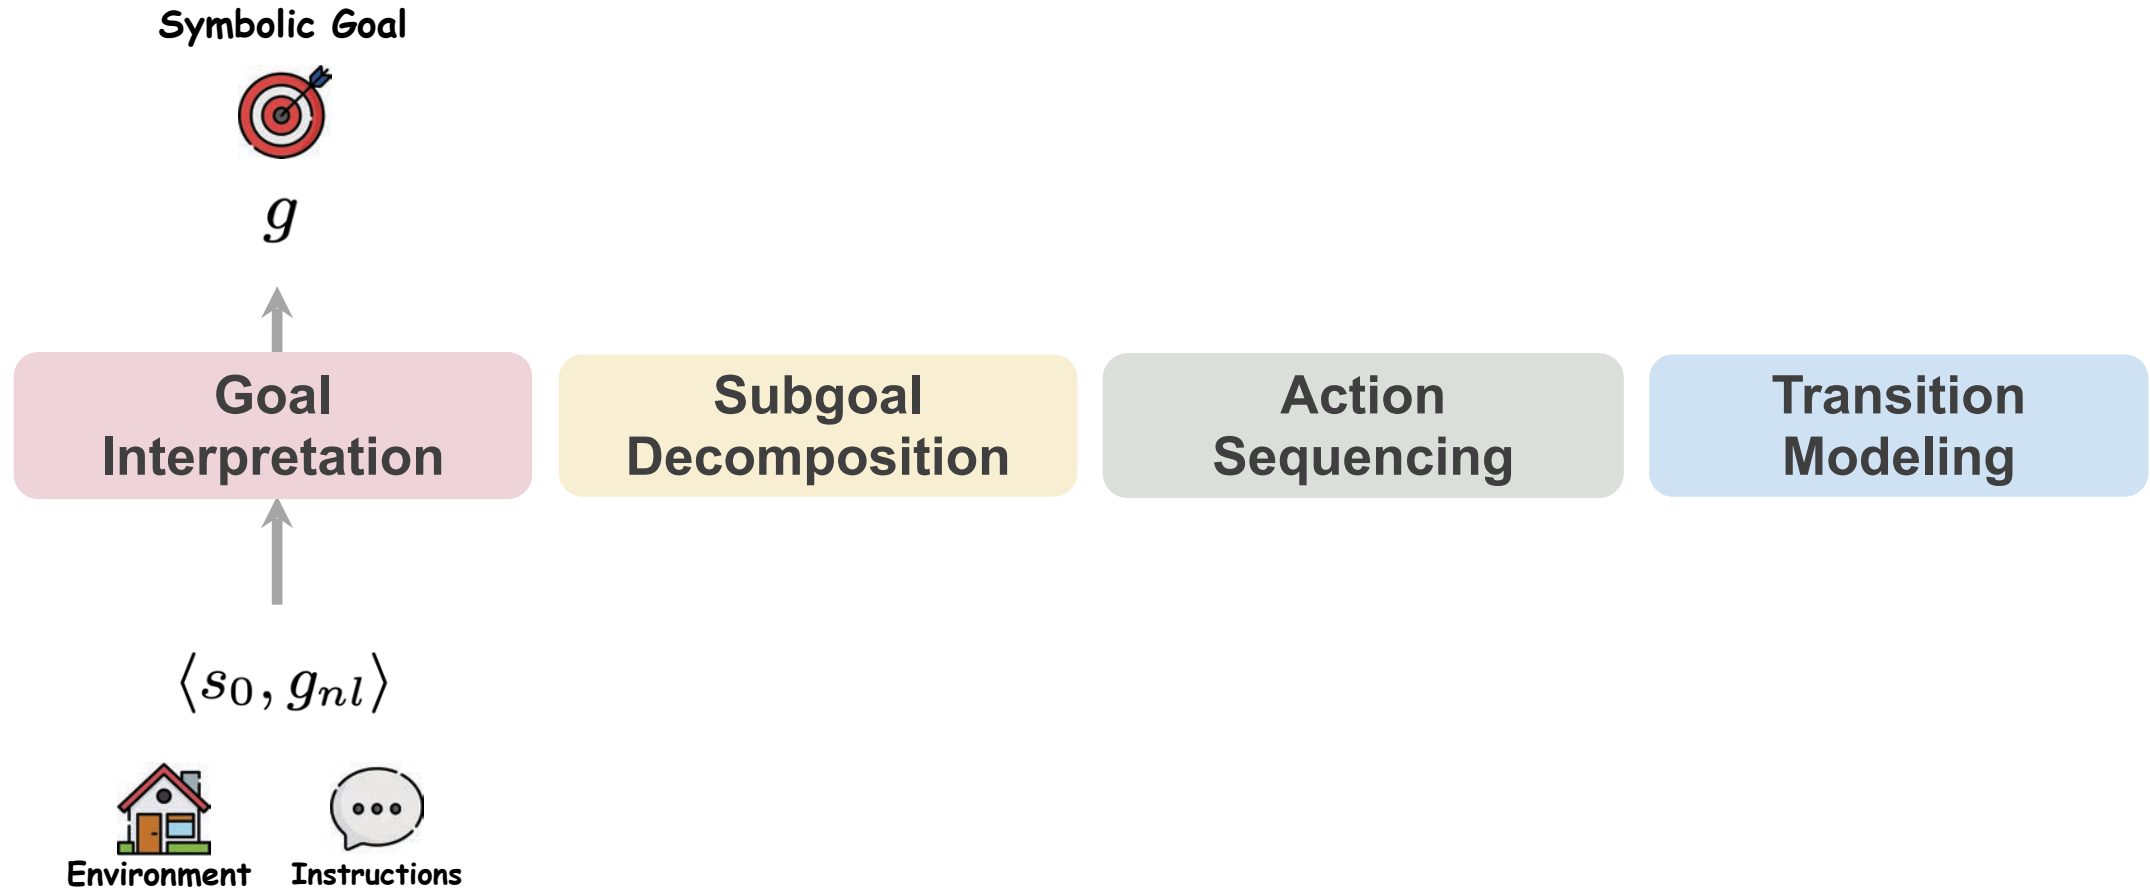 Symbolic Goal
g
Goal
Interpretation
Subgoal
Decomposition
Action
Sequencing
Transition
Modeling
⟨s₀, gₙₗ⟩
Environment
Instructions